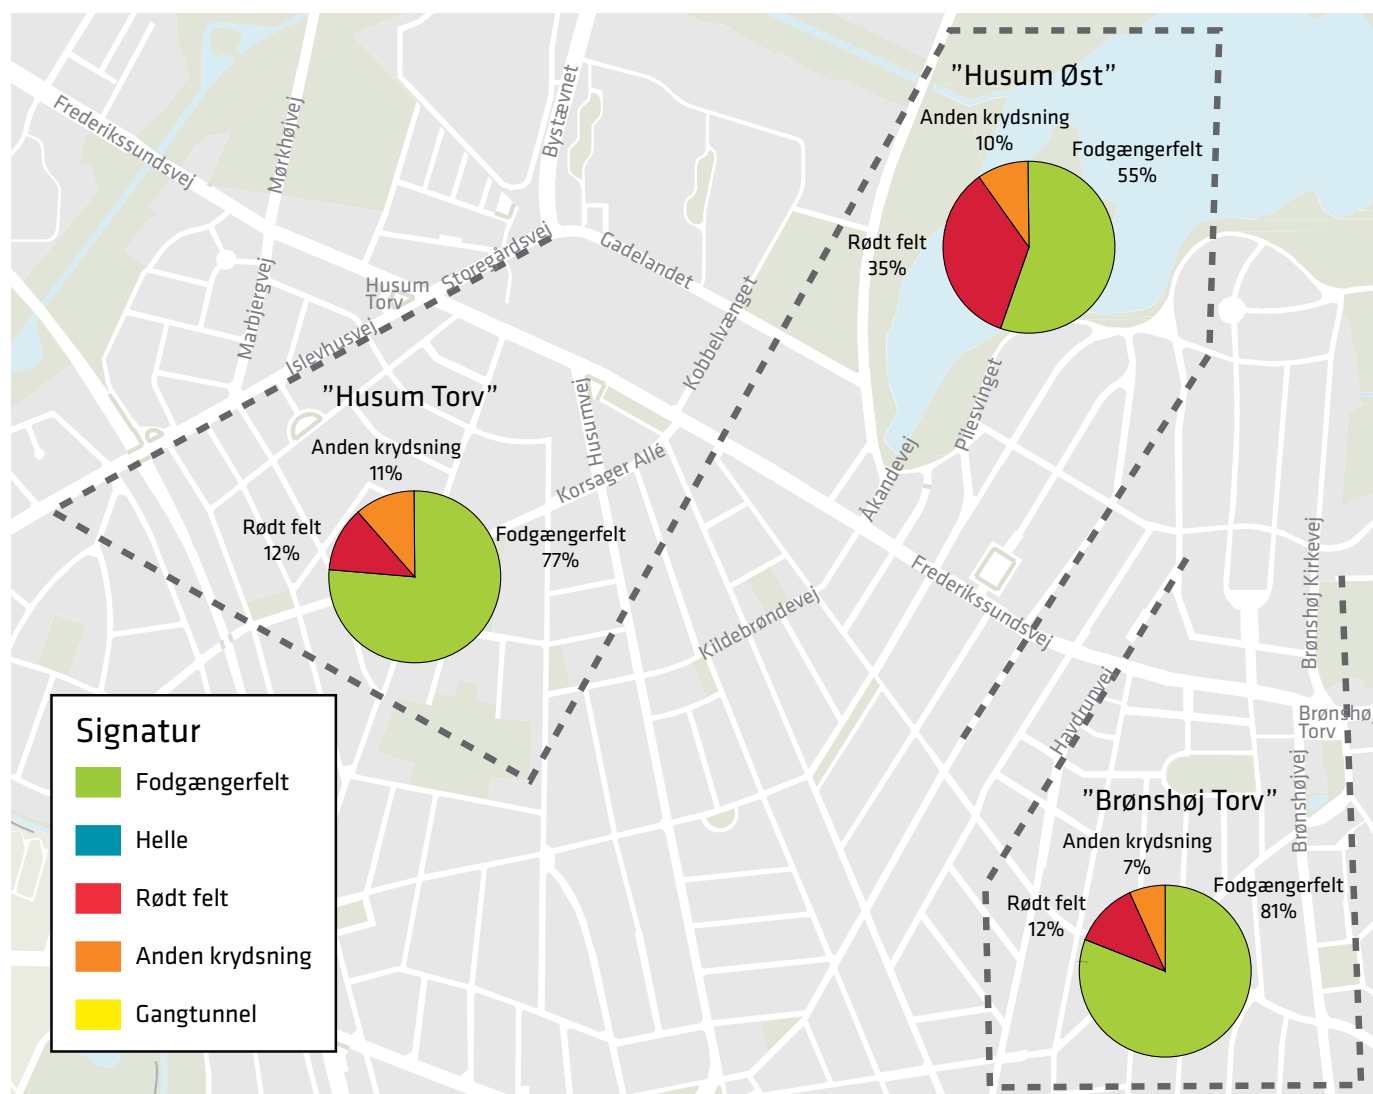 "Husum Øst"
Anden krydsning
10%
Fodgængerfelt
55%
Rødt felt
35%
Frederikssundsvej
Mørkhøjvej
Bystævnet
Storegårdsvej
Gadelandet
Husum
Torv
Marbjergvej
Islevhusvej
Kobbelvænget
"Husum Torv"
Anden krydsning
11%
Rødt felt
12%
Fodgængerfelt
77%
Husumvej
Korsager Allé
Pilesvinget
Åkandevej
Frederikssundsvej
Kildebrøndevej
Brønshøj Kirkevej
Havdrupvej
Brønshøj
Torv
Brønshøjvej
"Brønshøj Torv"
Anden krydsning
7%
Rødt felt
12%
Fodgængerfelt
81%
Signatur
Fodgængerfelt
Helle
Rødt felt
Anden krydsning
Gangtunnel